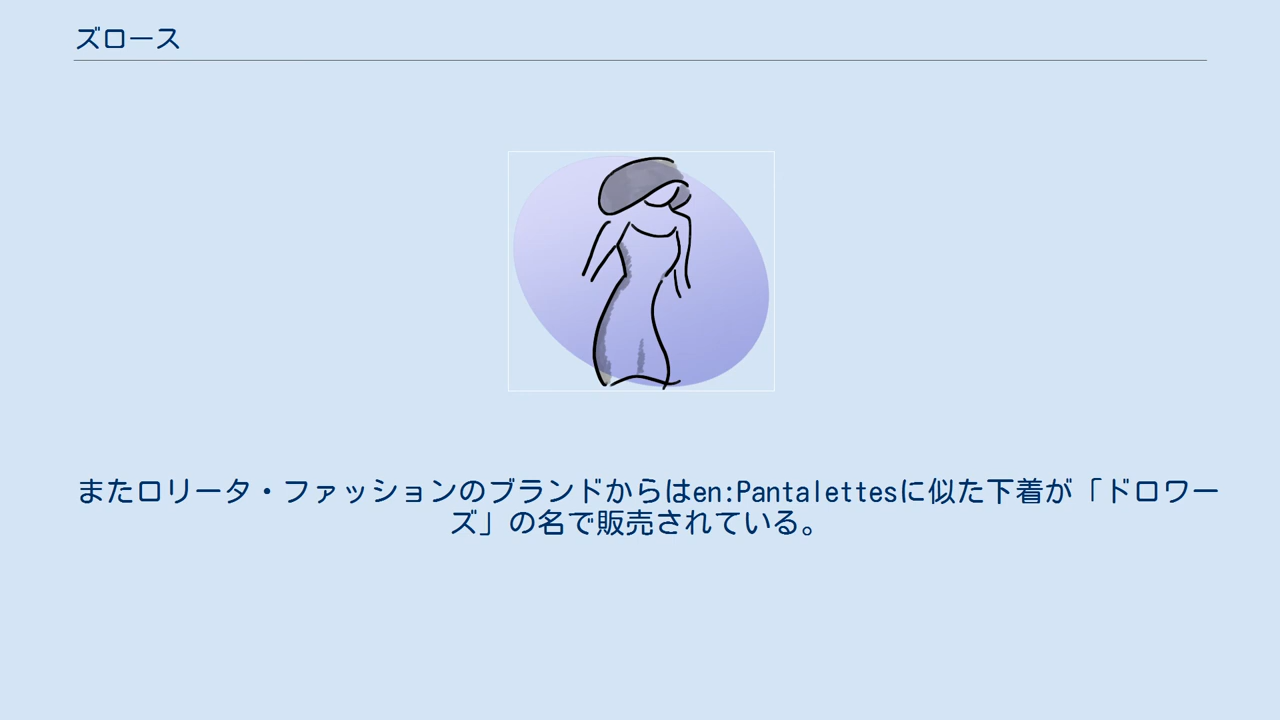 ズロース
またロリータ・ファッションのブランドからはen:Pantalettesに似た下着が「ドロワー
ズ」の名で販売されている。